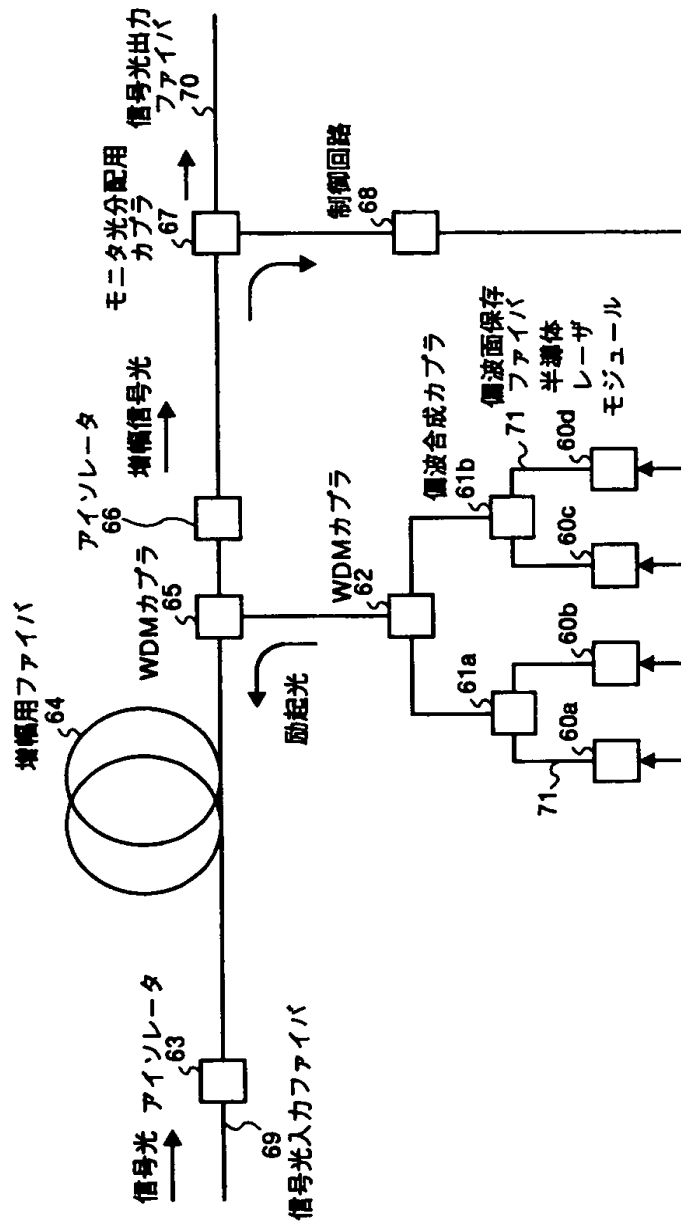 信号光
アイソレータ
63
69
信号光入力ファイバ
増幅用ファイバ
64
WDMカプラ
65
アイソレータ
66
増幅信号光
モニタ光分配用
カプラ
67
信号光出力
ファイバ
70
励起光
WDMカプラ
62
制御回路
68
61a
偏波合成カプラ
61b
偏波面保存
ファイバ
71
71
60a
60b
60c
60d
半導体
レーザ
モジュール